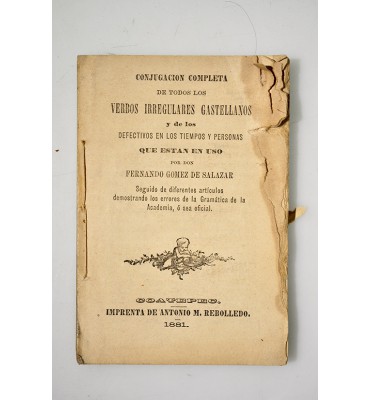 CONJUGACION COMPLETA
DE TODOS LOS
VERBOS IRREGULARES GASTELLANOS
y de los
DEFECTIVOS EN LOS TIEMPOS Y PERSONAS
QUE ESTAN EN USO
POR DON
FERNANDO GOMEZ DE SALAZAR
Seguida de diferentes artículos
demostrando los errores de la Gramática de la
Academia, ó sea oficial.
COATEPEC.
IMPRENTA DE ANTONIO M. REBOLLEDO.
1881.